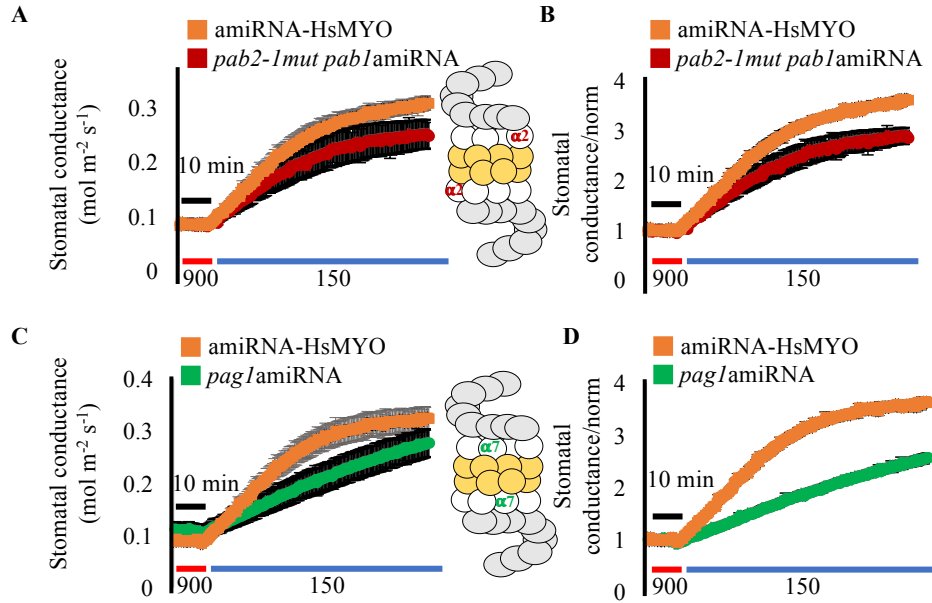 A
amiRNA-HsMYO
pab2-1mut pab1amiRNA
Stomatal conductance
(mol m-2 s-1)
0.3
0.2
0.1
0
10 min
900
150
α2
α2
B
amiRNA-HsMYO
pab2-1mut pab1amiRNA
Stomatal
conductance/norm
4
3
2
1
0
10 min
900
150
C
amiRNA-HsMYO
pag1amiRNA
Stomatal conductance
(mol m-2 s-1)
0.4
0.3
0.2
0.1
0
10 min
900
150
α7
α7
D
amiRNA-HsMYO
pag1amiRNA
Stomatal
conductance/norm
4
3
2
1
0
10 min
900
150